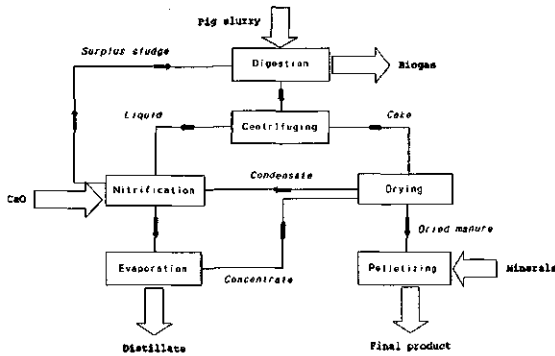 Pig slurry
Surplus sludge
Digestion
Biogas
Liquid
Centrifuging
Cake
Condensate
CaO
Nitrification
Drying
Dried manure
Evaporation
Concentrate
Pelletizing
Minerals
Distillate
Final product